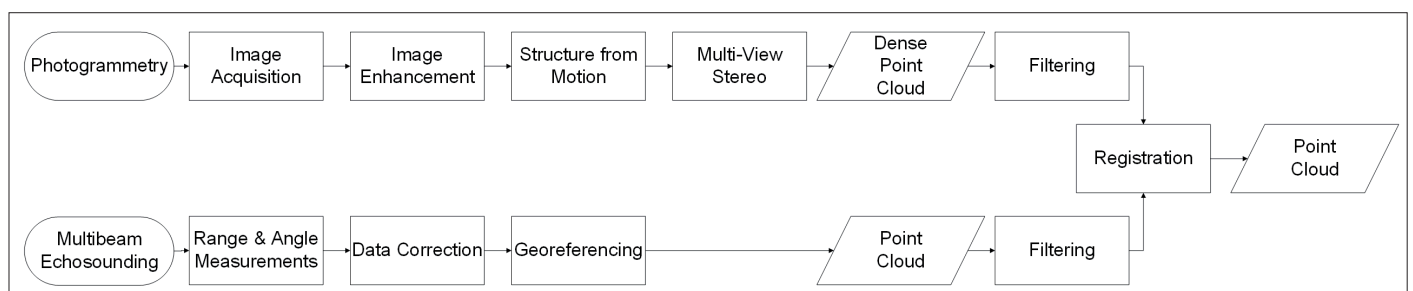 Photogrammetry
Image
Acquisition
Image
Enhancement
Structure from
Motion
Multi-View
Stereo
Dense
Point
Cloud
Filtering
Registration
Point
Cloud
Multibeam
Echosounding
Range & Angle
Measurements
Data Correction
Georeferencing
Point
Cloud
Filtering